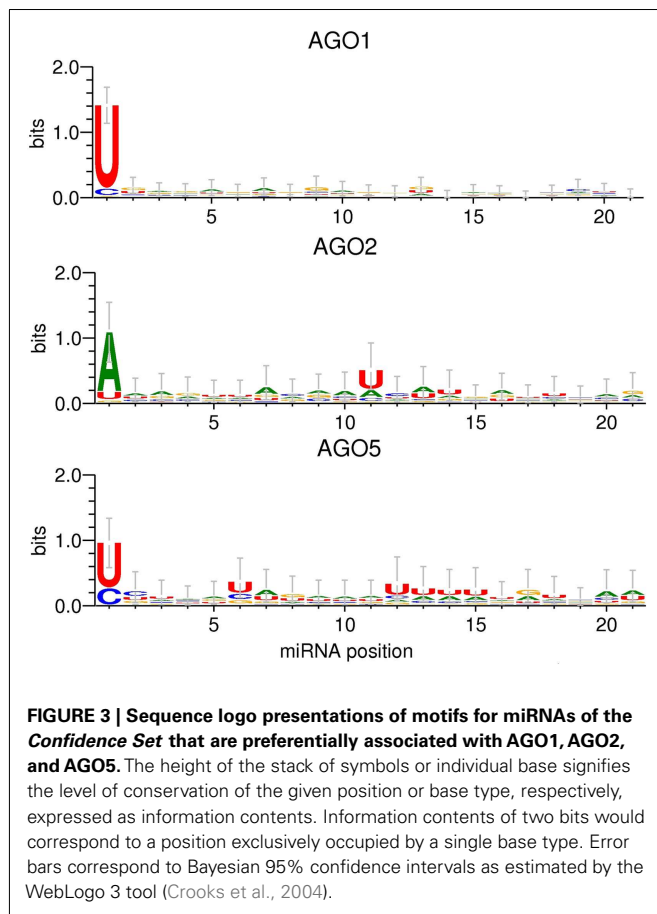 AGO1
2.0
1.0
0.0
bits
U
C
5
10
15
20
AGO2
2.0
1.0
0.0
bits
A
U
U
A
5
10
15
20
AGO5
2.0
1.0
0.0
bits
U
C
5
10
15
20
miRNA position
FIGURE 3 | Sequence logo presentations of motifs for miRNAs of the
Confidence Set that are preferentially associated with AGO1, AGO2,
and AGO5. The height of the stack of symbols or individual base signifies
the level of conservation of the given position or base type, respectively,
expressed as information contents. Information contents of two bits would
correspond to a position exclusively occupied by a single base type. Error
bars correspond to Bayesian 95% confidence intervals as estimated by the
WebLogo 3 tool (Crooks et al., 2004).